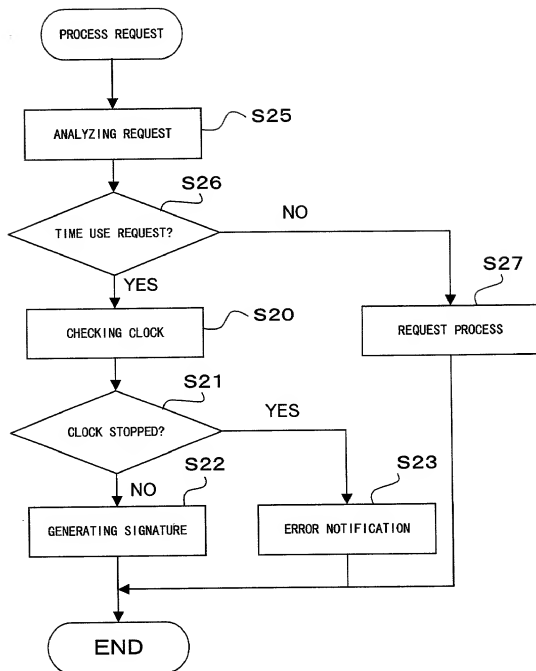 PROCESS REQUEST
ANALYZING REQUEST
S25
S26
TIME USE REQUEST?
NO
YES
S27
REQUEST PROCESS
CHECKING CLOCK
S20
S21
CLOCK STOPPED?
YES
NO
S22
GENERATING SIGNATURE
S23
ERROR NOTIFICATION
END